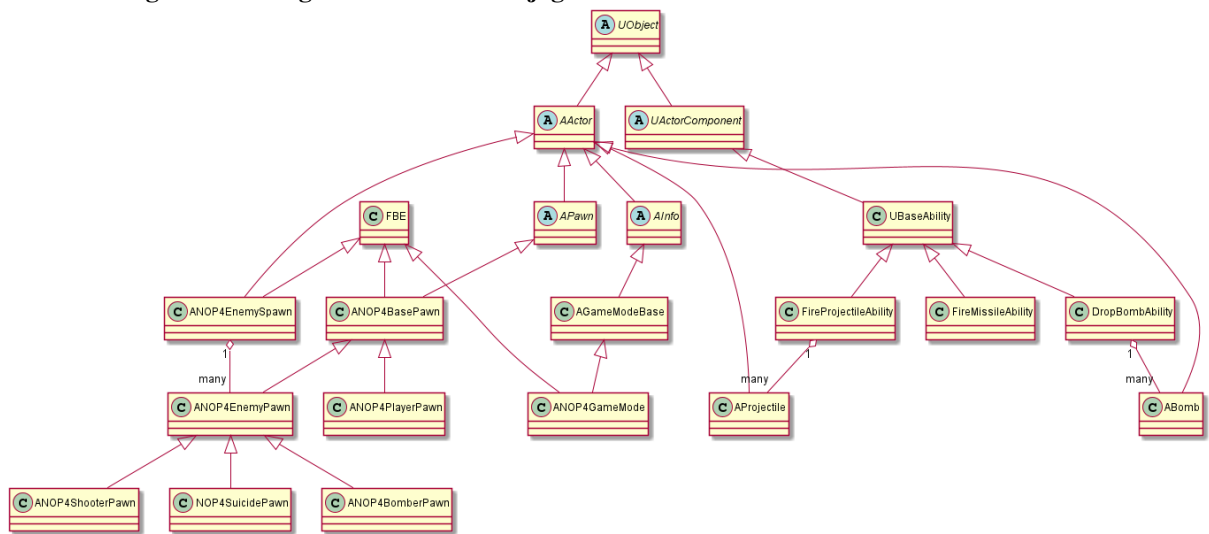 A UObject
A AActor
A UActorComponent
C FBE
A APawn
A AInfo
C UBaseAbility
C ANOP4EnemySpawn
C ANOP4BasePawn
C AGameModeBase
C FireProjectileAbility
C FireMissileAbility
C DropBombAbility
1
1
1
many
many
many
C ANOP4EnemyPawn
C ANOP4PlayerPawn
C ANOP4GameMode
C AProjectile
C ABomb
C ANOP4ShooterPawn
C NOP4SuicidePawn
C ANOP4BomberPawn